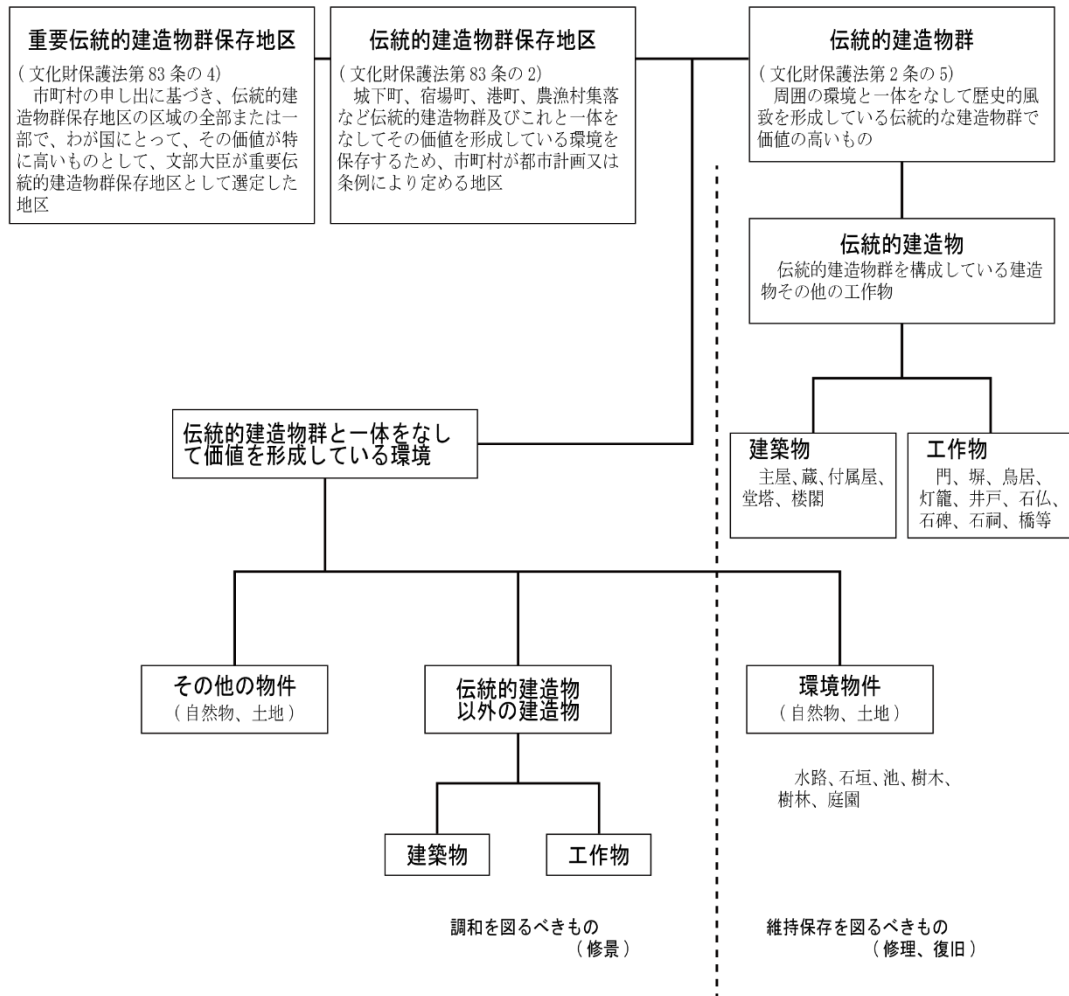 重要伝統的建造物群保存地区
(文化財保護法第83条の4)
市町村の申し出に基づき、伝統的建
造物群保存地区の区域の全部または一
部で、わが国にとって、その価値が特
に高いものとして、文部大臣が重要伝
統的建造物群保存地区として選定した
地区
伝統的建造物群保存地区
(文化財保護法第83条の2)
城下町、宿場町、港町、農漁村集落
など伝統的建造物群及びこれと一体を
なしてその価値を形成している環境を
保存するため、市町村が都市計画又は
条例により定める地区
伝統的建造物群
(文化財保護法第2条の5)
周囲の環境と一体をなして歴史的風
致を形成している伝統的な建造物群で
価値の高いもの
伝統的建造物
伝統的建造物群を構成している建造
物その他の工作物
建築物
主屋、蔵、付属屋、
堂塔、楼閣
工作物
門、塀、鳥居、
灯籠、井戸、石仏、
石碑、石祠、橋等
伝統的建造物群と一体をなし
て価値を形成している環境
その他の物件
(自然物、土地)
伝統的建造物
以外の建造物
環境物件
(自然物、土地)
水路、石垣、池、樹木、
樹林、庭園
建築物
工作物
調和を図るべきもの
(修景)
維持保存を図るべきもの
(修理、復旧)